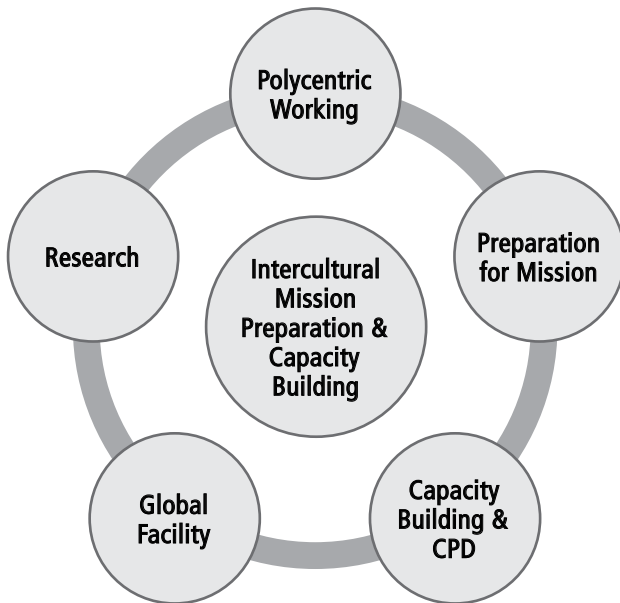 Polycentric
Working
Preparation
for Mission
Capacity
Building &
CPD
Global
Facility
Research
Intercultural
Mission
Preparation &
Capacity
Building